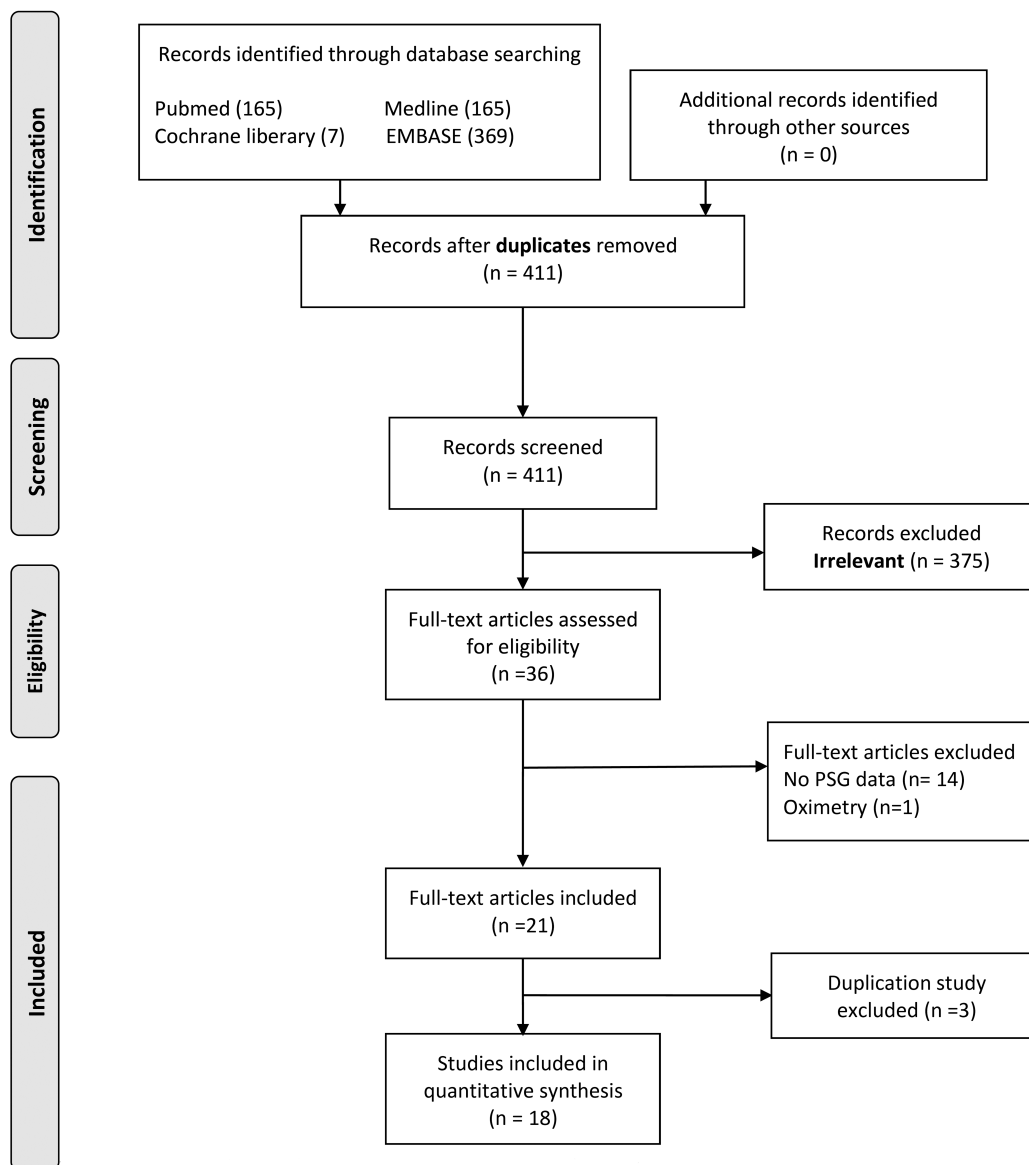 Identification
Records identified through database searching
Pubmed (165) Medline (165)
Cochrane liberary (7) EMBASE (369)
Additional records identified
through other sources
(n = 0)
Records after duplicates removed
(n = 411)
Screening
Records screened
(n = 411)
Records excluded
Irrelevant (n = 375)
Eligibility
Full-text articles assessed
for eligibility
(n =36)
Full-text articles excluded
No PSG data (n= 14)
Oximetry (n=1)
Included
Full-text articles included
(n =21)
Duplication study
excluded (n =3)
Studies included in
quantitative synthesis
(n = 18)